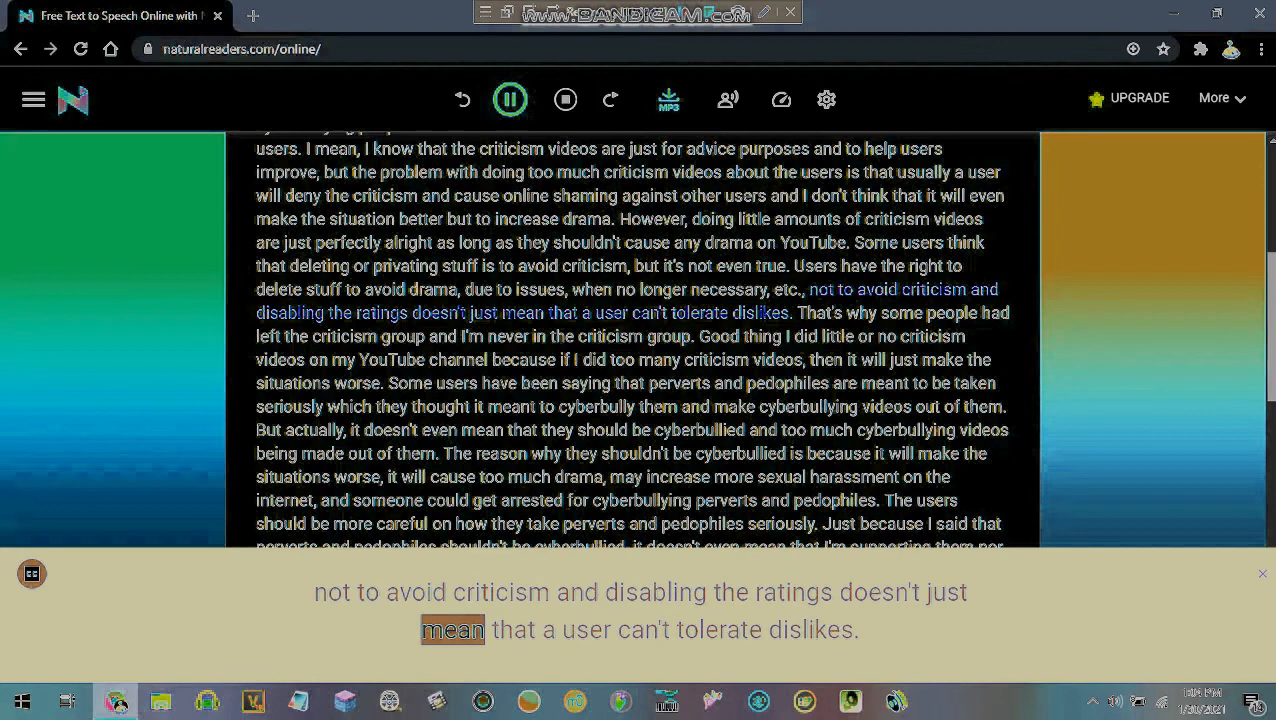 Free Text to Speech Online with N
www.BANDICAM.com
naturalreaders.com/online/
MP3
UPGRADE
More
users. I mean, I know that the criticism videos are just for advice purposes and to help users
improve, but the problem with doing too much criticism videos about the users is that usually a user
will deny the criticism and cause online shaming against other users and I don't think that it will even
make the situation better but to increase drama. However, doing little amounts of criticism videos
are just perfectly alright as long as they shouldn't cause any drama on YouTube. Some users think
that deleting or privating stuff is to avoid criticism, but it's not even true. Users have the right to
delete stuff to avoid drama, due to issues, when no longer necessary, etc., not to avoid criticism and
disabling the ratings doesn't just mean that a user can't tolerate dislikes. That's why some people had
left the criticism group and I'm never in the criticism group. Good thing I did little or no criticism
videos on my YouTube channel because if I did too many criticism videos, then it will just make the
situations worse. Some users have been saying that perverts and pedophiles are meant to be taken
seriously which they thought it meant to cyberbully them and make cyberbullying videos out of them.
But actually, it doesn't even mean that they should be cyberbullied and too much cyberbullying videos
being made out of them. The reason why they shouldn't be cyberbullied is because it will make the
situations worse, it will cause too much drama, may increase more sexual harassment on the
internet, and someone could get arrested for cyberbullying perverts and pedophiles. The users
should be more careful on how they take perverts and pedophiles seriously. Just because I said that
perverts and pedophiles shouldn't be cyberbullied, it doesn't even mean that I'm supporting them nor
not to avoid criticism and disabling the ratings doesn't just
mean that a user can't tolerate dislikes.